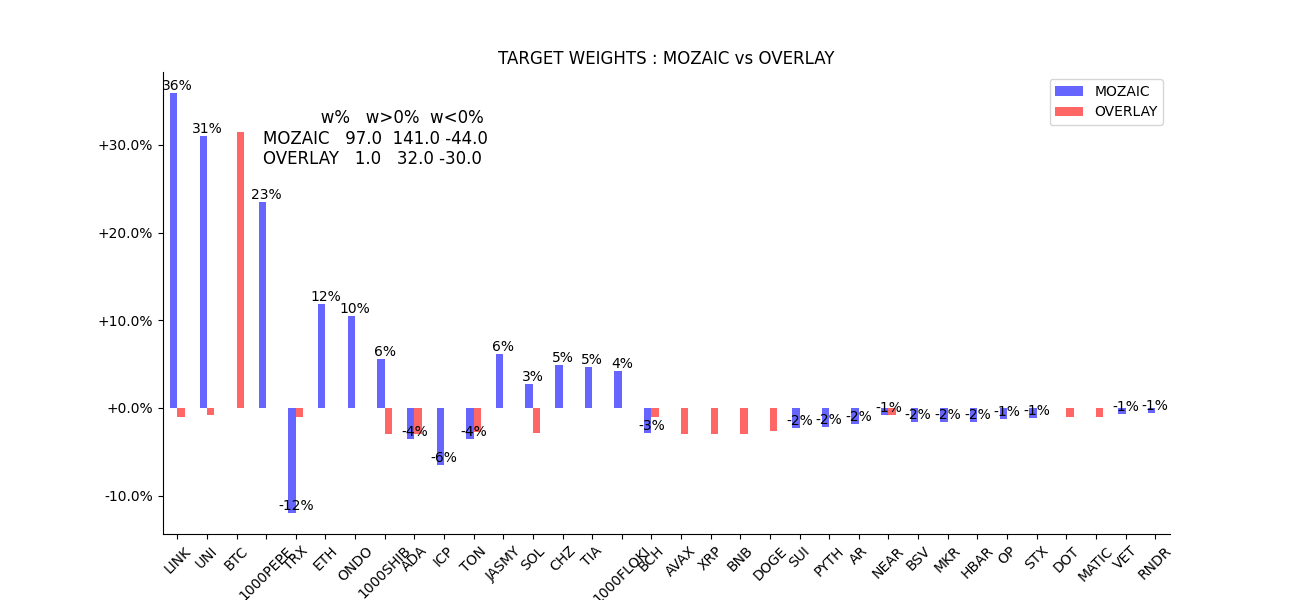 TARGET WEIGHTS : MOZAIC vs OVERLAY
MOZAIC
OVERLAY
w% w>0% w<0%
MOZAIC 97.0 141.0 -44.0
OVERLAY 1.0 32.0 -30.0
+30.0%
+20.0%
+10.0%
+0.0%
-10.0%
36%
31%
23%
-12%
12%
10%
6%
-4%
-6%
-4%
6%
3%
5%
5%
4%
-3%
-2%
-2%
-2%
-1%
-2%
-2%
-2%
-1%
-1%
-1%
-1%
LINK
UNI
BTC
1000PEPE
TRX
ETH
ONDO
1000SHIB
ADA
ICP
TON
JASMY
SOL
CHZ
TIA
1000FLOKI
BCH
AVAX
XRP
BNB
DOGE
SUI
PYTH
AR
NEAR
BSV
MKR
HBAR
OP
STX
DOT
MATIC
VET
RNDR